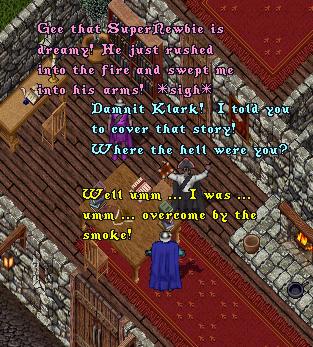 Gee that SuperNewbie is
dreamy! He just rushed
into the fire and swept me
into his arms! *sigh*
Damnit Klark! I told you
to cover that story!
Where the hell were you?
Well umm ... I was ...
umm ... overcome by the
smoke!